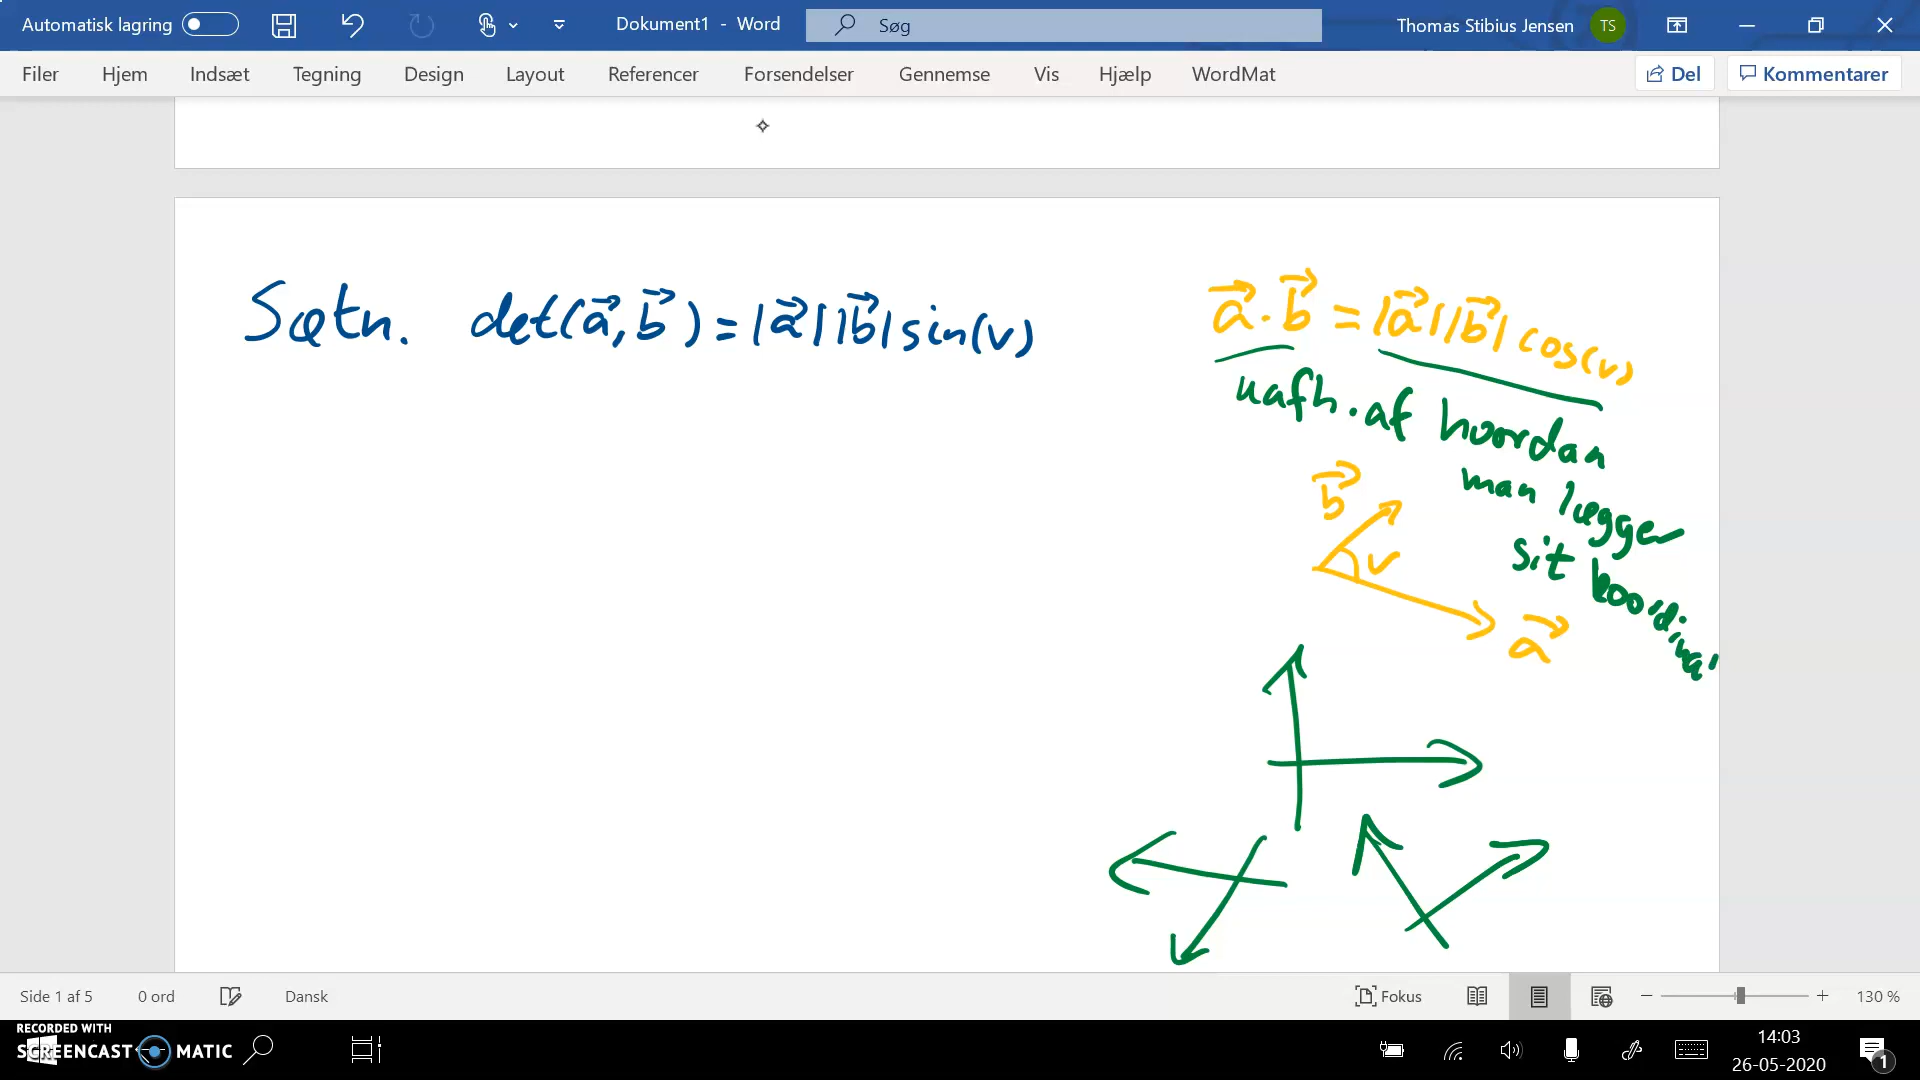 Automatisk lagring
Dokument1 - Word
Søg
Thomas Stibius Jensen
TS
Filer Hjem Indsæt Tegning Design Layout Referencer Forsendelser Gennemse Vis Hjælp WordMat
Del
Kommentarer
Sætn. det(a⃗, b⃗) = |a⃗||b⃗| sin(v)
a⃗ · b⃗ = |a⃗||b⃗| cos(v)
uafh. af hvordan
man lægger
sit koordina
b⃗
v
a⃗
Side 1 af 5
0 ord
Dansk
Fokus
130 %
RECORDED WITH
SCREENCAST MATIC
14:03
26-05-2020
1